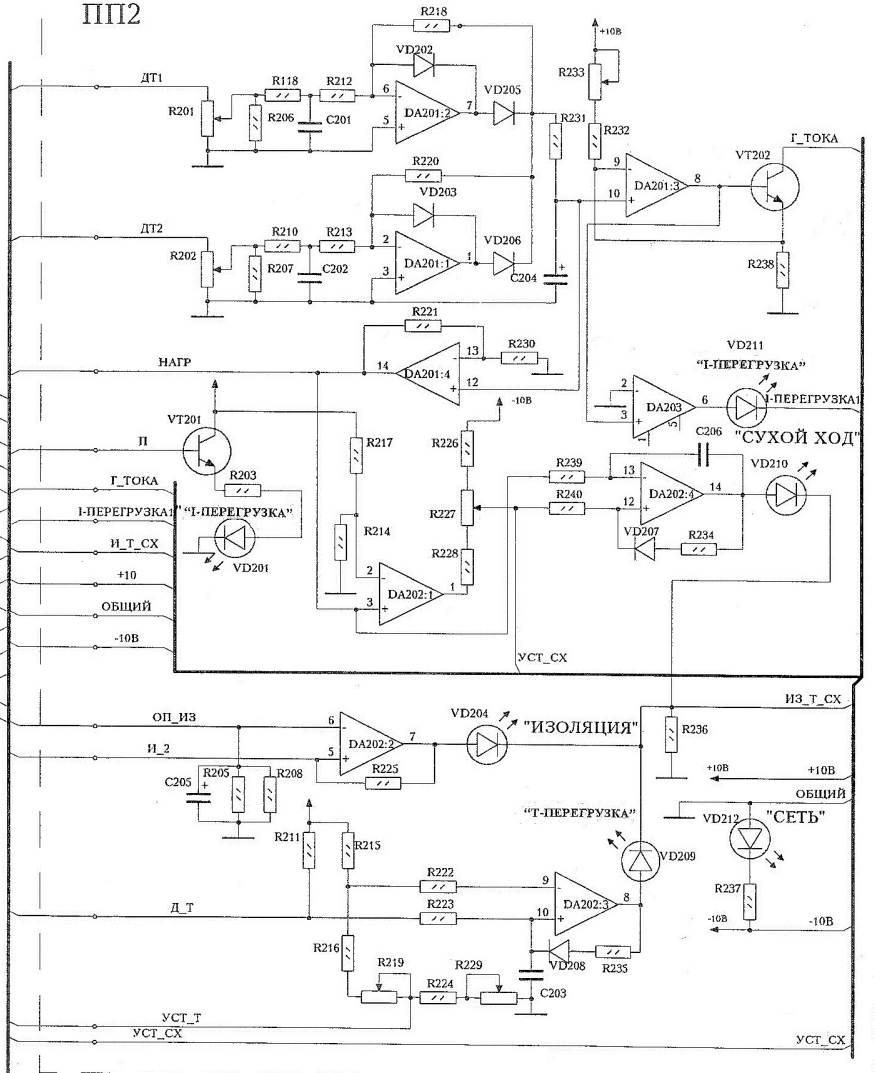 ПП2
R218
VD202
+10В
ДТ1
R118
R212
R233
R201
6
-
7
VD205
DA201:2
R206
C201
5
+
R231
R232
Г_ТОКА
VT202
R220
9
-
8
DA201:3
10
+
VD203
ДТ2
R210
R213
2
-
1
VD206
R202
DA201:1
R207
C202
3
+
C204
+
R238
R221
R230
13
-
14
DA201:4
12
+
НАГР
VD211
"I-ПЕРЕГРУЗКА"
-10В
2
-
6
DA203
3
+
1
5
I-ПЕРЕГРУЗКА1
VT201
П
R217
R226
C206
"СУХОЙ ХОД"
VD210
R239
13
-
14
DA202:4
R240
12
+
R203
Г_ТОКА
I-ПЕРЕГРУЗКА1
"I-ПЕРЕГРУЗКА"
VD201
R227
R214
VD207
R234
И_Т_СХ
R228
2
-
1
DA202:1
3
+
+10
ОБЩИЙ
-10В
УСТ_СХ
ОП_ИЗ
6
-
7
DA202:2
5
+
VD204
"ИЗОЛЯЦИЯ"
ИЗ_Т_СХ
R236
И_2
R225
C205
+
R205
R208
+10В
+10В
ОБЩИЙ
"Т-ПЕРЕГРУЗКА"
VD212
"СЕТЬ"
R211
R215
VD209
R222
9
-
8
DA202:3
R223
10
+
R237
-10В
-10В
Д_Т
R216
VD208
R235
R219
R229
R224
C203
УСТ_Т
УСТ_СХ
УСТ_СХ